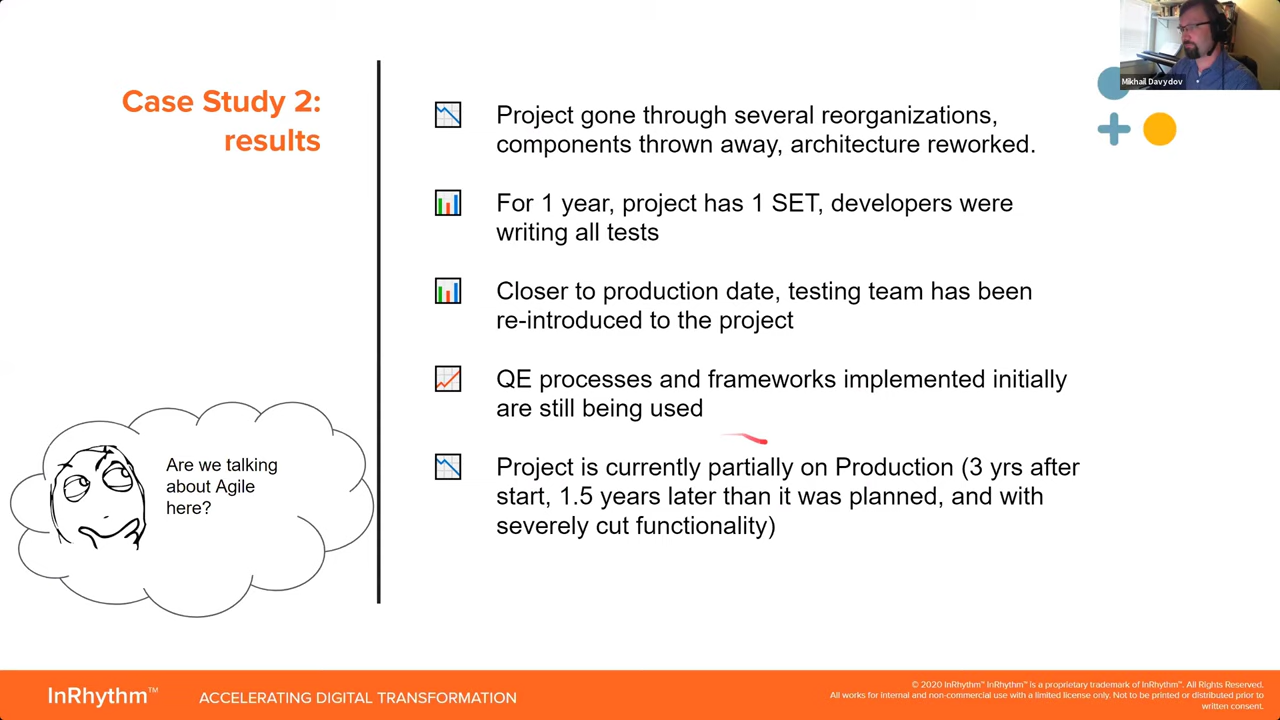 Mikhail Davydov
Case Study 2:
results
Project gone through several reorganizations,
components thrown away, architecture reworked.
For 1 year, project has 1 SET, developers were
writing all tests
Closer to production date, testing team has been
re-introduced to the project
QE processes and frameworks implemented initially
are still being used
Project is currently partially on Production (3 yrs after
start, 1.5 years later than it was planned, and with
severely cut functionality)
Are we talking
about Agile
here?
InRhythm™ ACCELERATING DIGITAL TRANSFORMATION
© 2020 InRhythm™ InRhythm™ is a proprietary trademark of InRhythm™. All Rights Reserved.
All works for internal and non-commercial use with a limited license only. Not to be printed or distributed prior to
written consent.